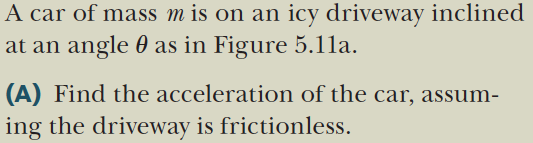 A car of mass m is on an icy driveway inclined
at an angle θ as in Figure 5.11a.
(A) Find the acceleration of the car, assum-
ing the driveway is frictionless.